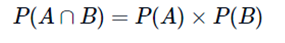 P(A ∩ B) = P(A) × P(B)